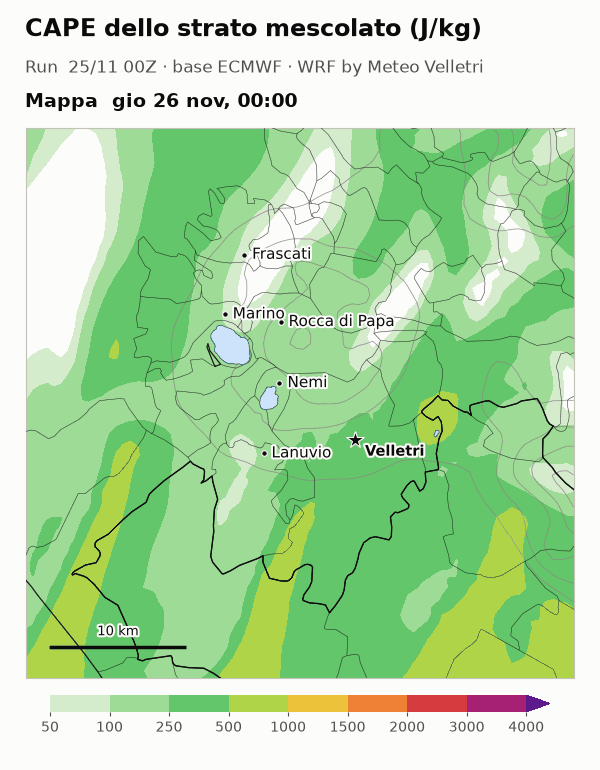 CAPE dello strato mescolato (J/kg)
Run  25/11 00Z · base ECMWF · WRF by Meteo Velletri
Mappa  gio 26 nov, 00:00
Frascati
Marino
Rocca di Papa
Nemi
Lanuvio
Velletri
10 km
50 100 250 500 1000 1500 2000 3000 4000